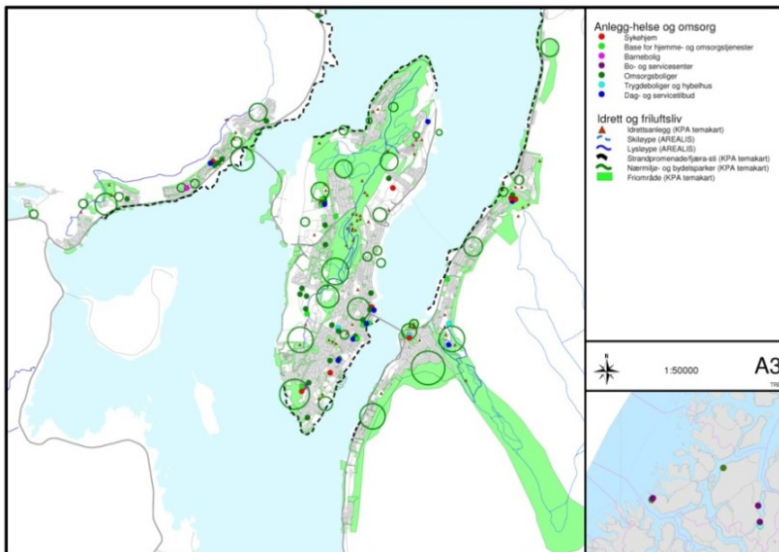 Anlegg-helse og omsorg
Sykehjem
Base for hjemme- og omsorgstjenester
Barnebolig
Bo- og servicesenter
Omsorgsboliger
Trygdeboliger og hybelhus
Dag- og servicetilbud
Idrett og friluftsliv
Idrettsanlegg (KPA temakart)
Skiløype (AREALIS)
Lysløype (AREALIS)
Strandpromenade/fjæra-sti (KPA temakart)
Nærmiljø- og bydelsparker (KPA temakart)
Friområde (KPA temakart)
N
1:50000
A3